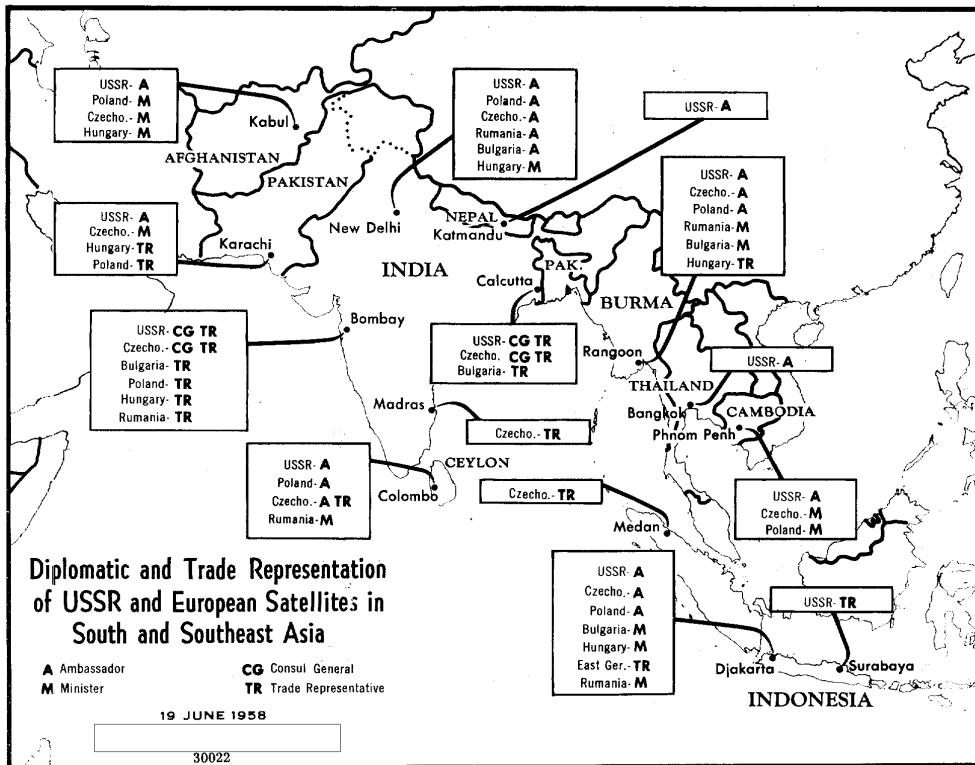 USSR- A
Poland- M
Czecho.- M
Hungary- M
Kabul
AFGHANISTAN
PAKISTAN
USSR- A
Poland- A
Czecho.- A
Rumania- A
Bulgaria- A
Hungary- M
New Delhi
USSR- A
NEPAL
Katmandu
USSR- A
Czecho.- A
Poland- A
Rumania- M
Bulgaria- M
Hungary- TR
USSR- A
Czecho.- M
Hungary- TR
Poland- TR
Karachi
INDIA
PAK.
Calcutta
BURMA
USSR- CG TR
Czecho.- CG TR
Bulgaria- TR
Poland- TR
Hungary- TR
Rumania- TR
Bombay
USSR- CG TR
Czecho. CG TR
Bulgaria- TR
Rangoon
USSR- A
THAILAND
Bangkok
CAMBODIA
Phnom Penh
Madras
Czecho.- TR
USSR- A
Poland- A
Czecho.- A TR
Rumania- M
CEYLON
Colombo
Czecho.- TR
Medan
USSR- A
Czecho.- M
Poland- M
USSR- A
Czecho.- A
Poland- A
Bulgaria- M
Hungary- M
East Ger.- TR
Rumania- M
USSR- TR
Djakarta
Surabaya
INDONESIA
Diplomatic and Trade Representation
of USSR and European Satellites in
South and Southeast Asia
A Ambassador
M Minister
CG Consul General
TR Trade Representative
19 JUNE 1958
30022